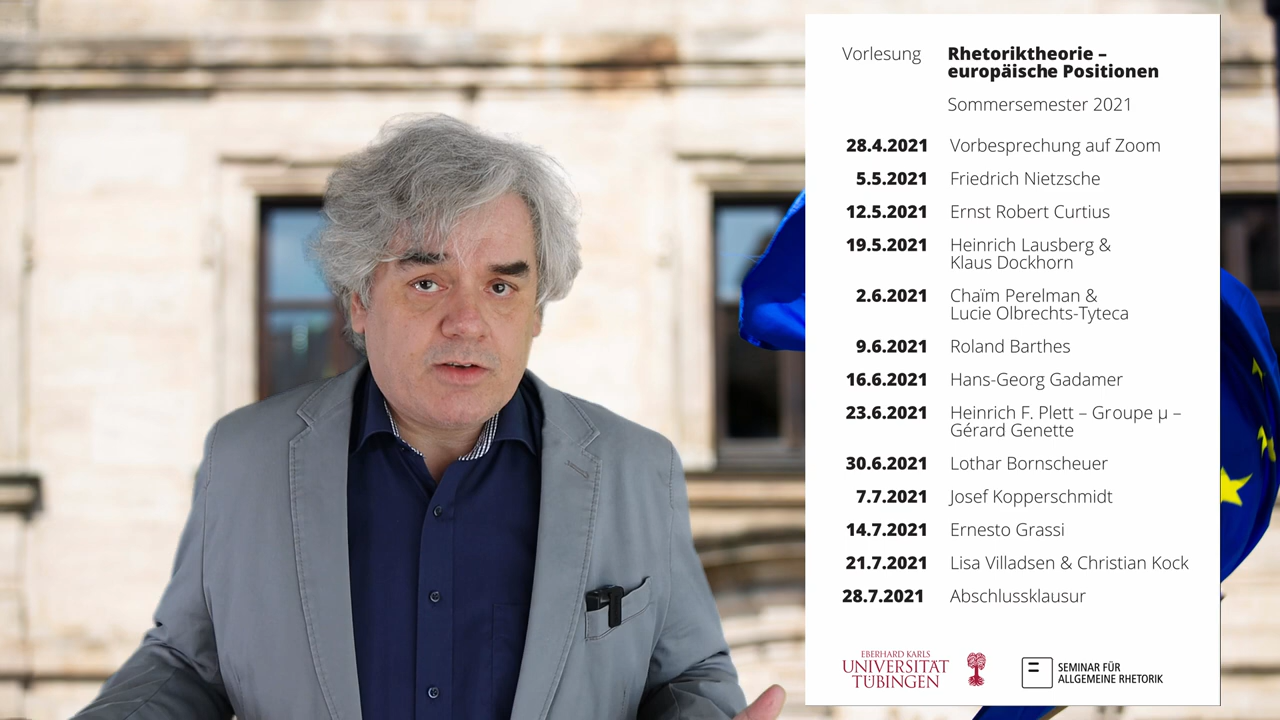 Vorlesung Rhetoriktheorie –
europäische Positionen
Sommersemester 2021
28.4.2021 Vorbesprechung auf Zoom
5.5.2021 Friedrich Nietzsche
12.5.2021 Ernst Robert Curtius
19.5.2021 Heinrich Lausberg &
Klaus Dockhorn
2.6.2021 Chaïm Perelman &
Lucie Olbrechts-Tyteca
9.6.2021 Roland Barthes
16.6.2021 Hans-Georg Gadamer
23.6.2021 Heinrich F. Plett – Groupe µ –
Gérard Genette
30.6.2021 Lothar Bornscheuer
7.7.2021 Josef Kopperschmidt
14.7.2021 Ernesto Grassi
21.7.2021 Lisa Villadsen & Christian Kock
28.7.2021 Abschlussklausur
EBERHARD KARLS
UNIVERSITÄT
TÜBINGEN
SEMINAR FÜR
ALLGEMEINE RHETORIK